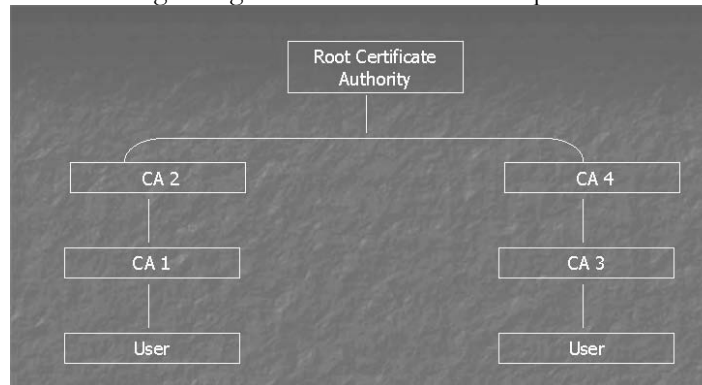 Root Certificate
Authority
CA 2
CA 4
CA 1
CA 3
User
User